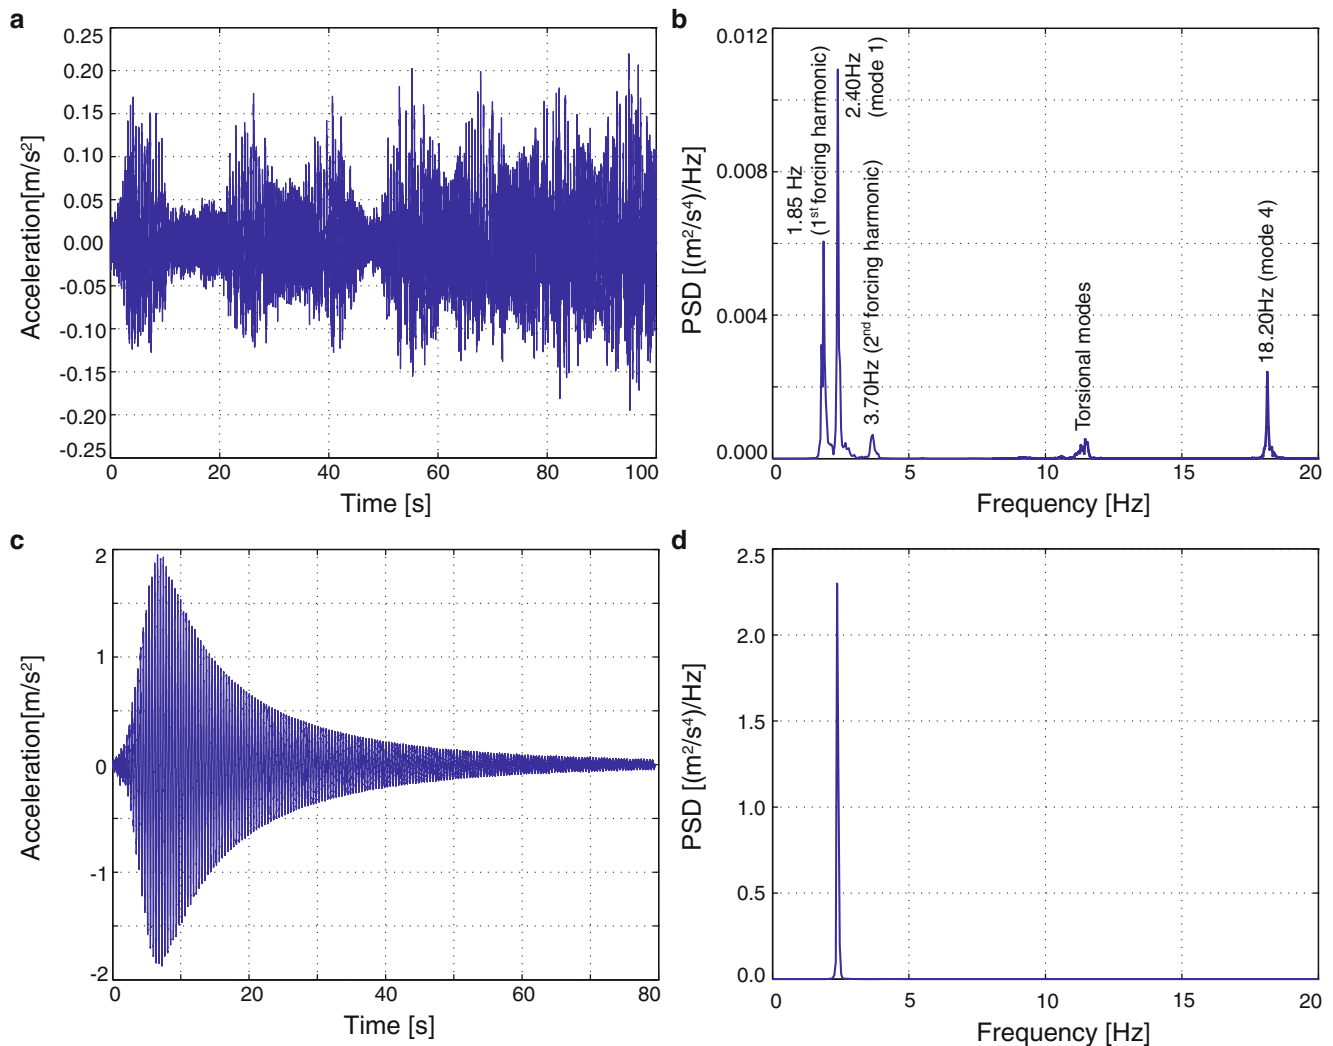 a
0.25
0.20
0.15
0.10
0.05
0.00
-0.05
-0.10
-0.15
-0.20
-0.25
Acceleration[m/s²]
0 20 40 60 80 100
Time [s]
b
0.012
0.008
0.004
0.000
PSD [(m²/s⁴)/Hz]
1.85 Hz
(1st forcing harmonic)
2.40Hz
(mode 1)
3.70Hz (2nd forcing harmonic)
Torsional modes
18.20Hz (mode 4)
0 5 10 15 20
Frequency [Hz]
c
2
1
0
-1
-2
Acceleration[m/s²]
0 20 40 60 80
Time [s]
d
2.5
2.0
1.5
1.0
0.5
0.0
PSD [(m²/s⁴)/Hz]
0 5 10 15 20
Frequency [Hz]